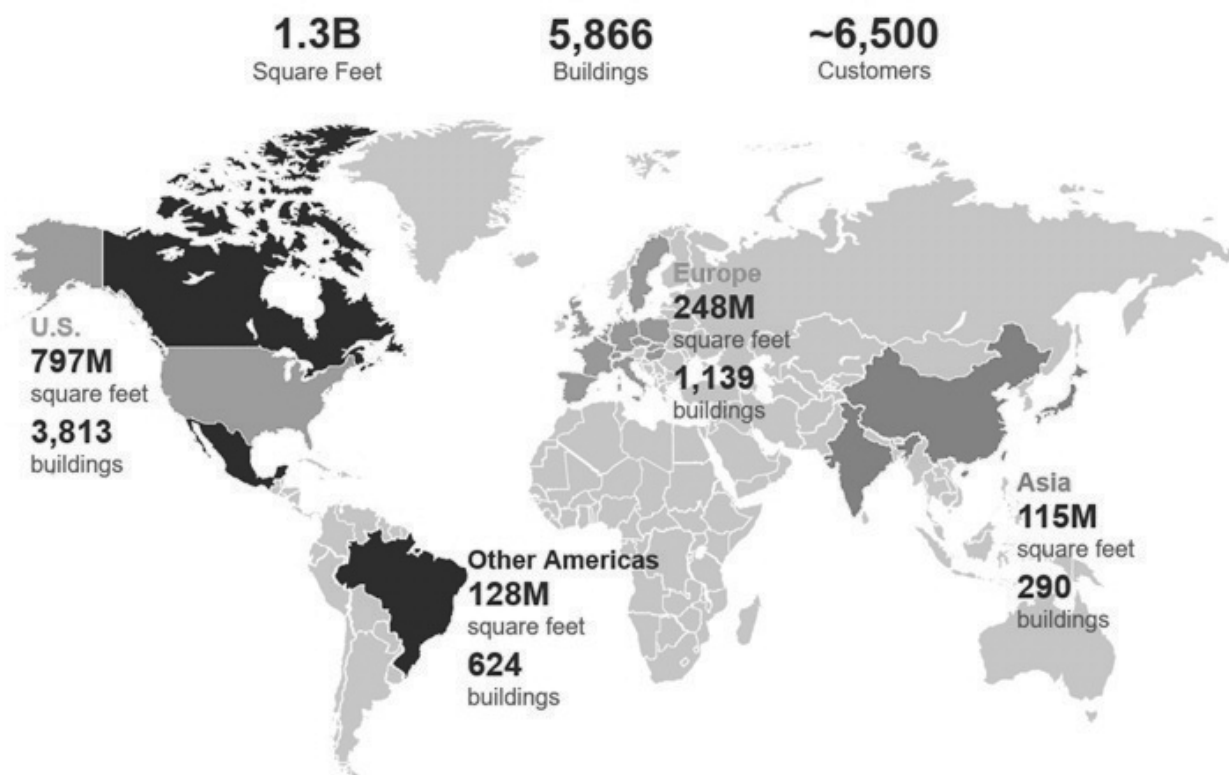 1.3B
Square Feet
5,866
Buildings
~6,500
Customers
U.S.
797M
square feet
3,813
buildings
Europe
248M
square feet
1,139
buildings
Other Americas
128M
square feet
624
buildings
Asia
115M
square feet
290
buildings